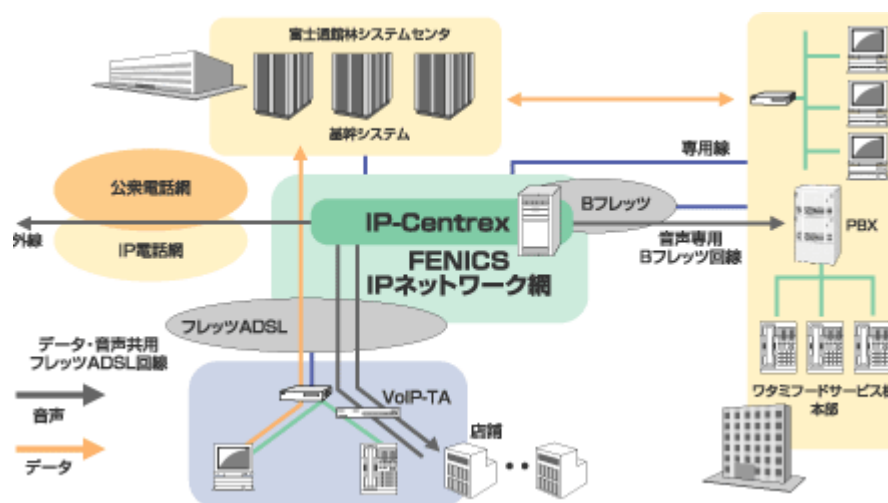 富士通館林システムセンタ
基幹システム
専用線
公衆電話網
IP-Centrex
Bフレッツ
PBX
外線
IP電話網
FENICS
IPネットワーク網
音声専用
Bフレッツ回線
フレッツADSL
データ・音声共用
フレッツADSL回線
音声
VoIP-TA
ワタミフードサービス
本部
店舗
データ